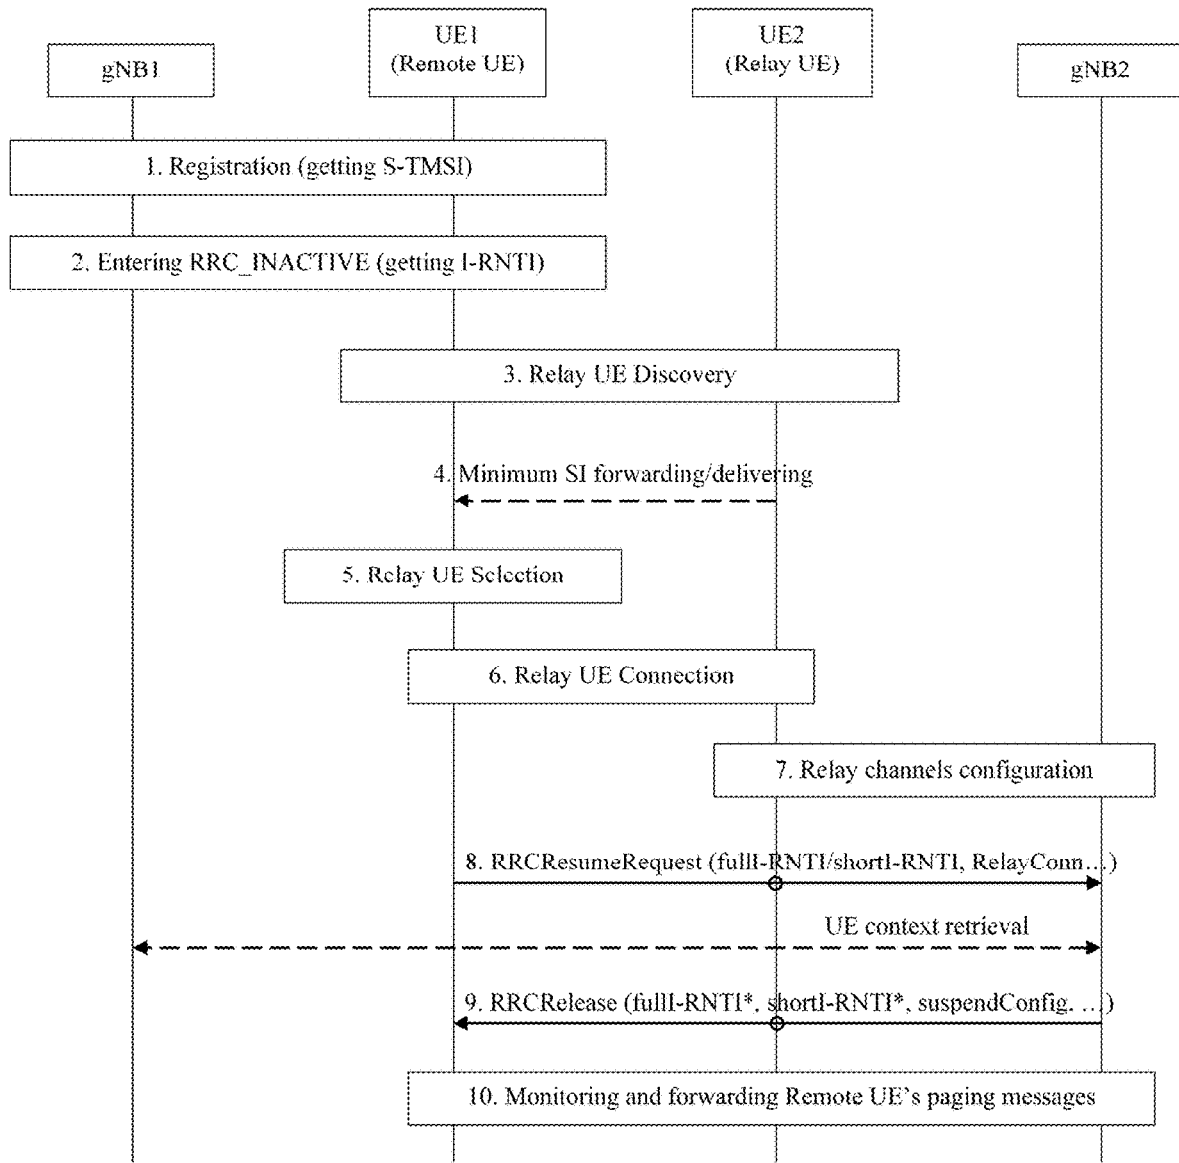 gNB1
UE1
(Remote UE)
UE2
(Relay UE)
gNB2
1. Registration (getting S-TMSI)
2. Entering RRC_INACTIVE (getting I-RNTI)
3. Relay UE Discovery
4. Minimum SI forwarding/delivering
5. Relay UE Selection
6. Relay UE Connection
7. Relay channels configuration
8. RRCResumeRequest (fullI-RNTI/shortI-RNTI, RelayConn…)
UE context retrieval
9. RRCRelease (fullI-RNTI*, shortI-RNTI*, suspendConfig. …)
10. Monitoring and forwarding Remote UE's paging messages